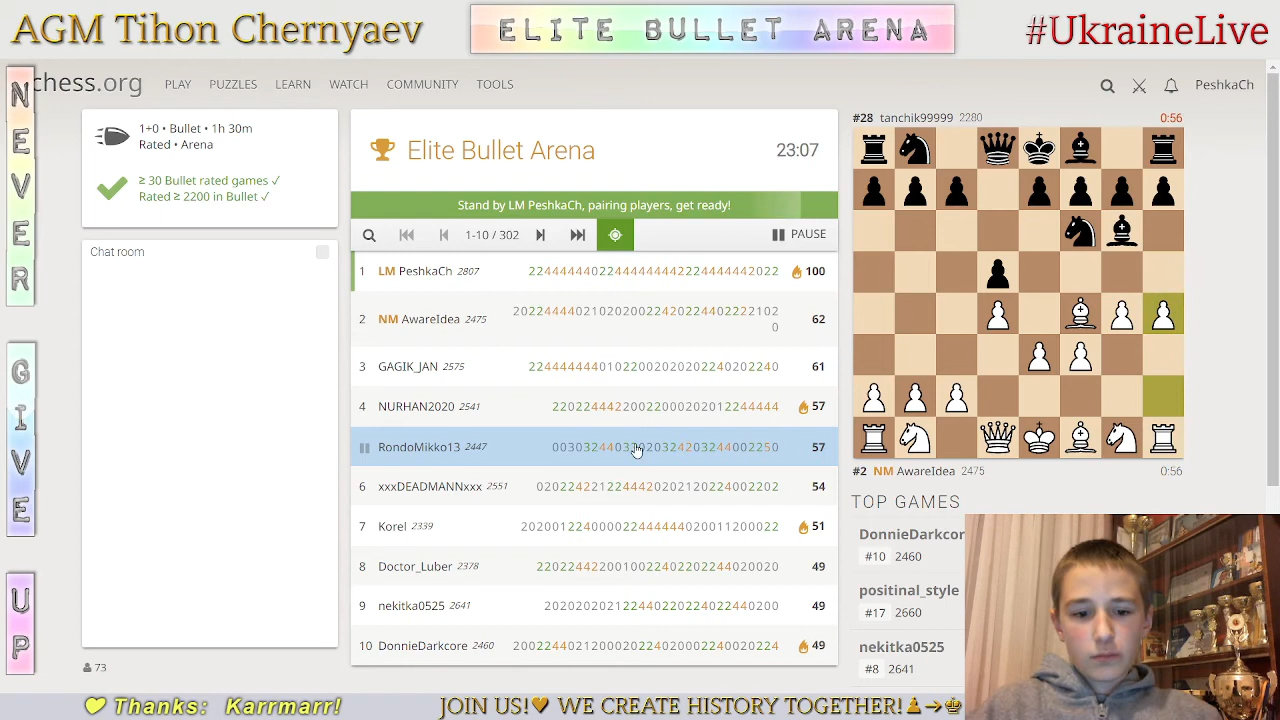 AGM Tihon Chernyaev
ELITE BULLET ARENA
#UkraineLive
NEVER
GIVE
UP
chess.org
PLAY PUZZLES LEARN WATCH COMMUNITY TOOLS
PeshkaCh
1+0 • Bullet • 1h 30m
Rated • Arena
≥ 30 Bullet rated games ✓
Rated ≥ 2200 in Bullet ✓
Chat room
73
Elite Bullet Arena 23:07
Stand by LM PeshkaCh, pairing players, get ready!
1-10 / 302 PAUSE
1 LM PeshkaCh 2807 100
2 NM AwareIdea 2475 62
3 GAGIK_JAN 2575 61
4 NURHAN2020 2541 57
RondoMikko13 2447 57
6 xxxDEADMANNxxx 2551 54
7 Korel 2339 51
8 Doctor_Luber 2378 49
9 nekitka0525 2641 49
10 DonnieDarkcore 2460 49
#28 tanchik99999 2280 0:56
#2 NM AwareIdea 2475 0:56
TOP GAMES
DonnieDarkcor
#10 2460
positinal_style
#17 2660
nekitka0525
#8 2641
Thanks: Karrmarr!
JOIN US! WE CREATE HISTORY TOGETHER!